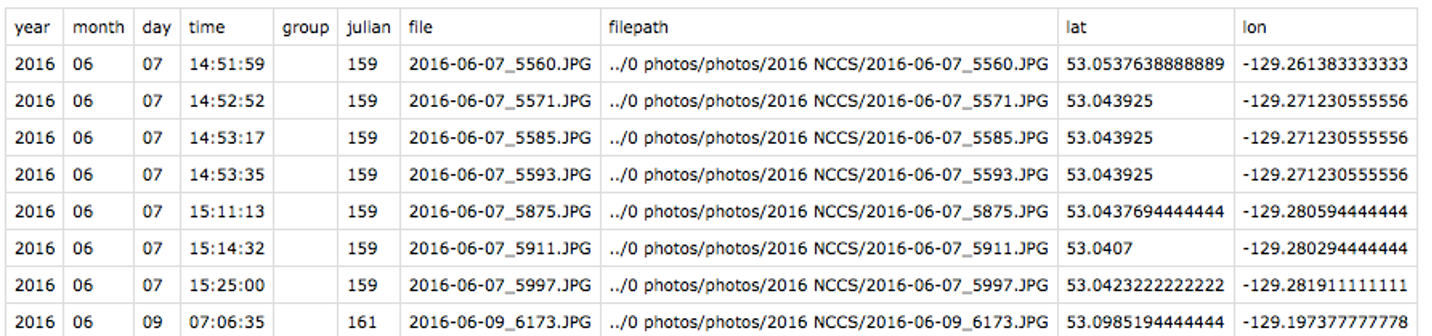 year month day time group julian file filepath lat lon
2016 06 07 14:51:59 159 2016-06-07_5560.JPG ../0 photos/photos/2016 NCCS/2016-06-07_5560.JPG 53.0537638888889 -129.261383333333
2016 06 07 14:52:52 159 2016-06-07_5571.JPG ../0 photos/photos/2016 NCCS/2016-06-07_5571.JPG 53.043925 -129.271230555556
2016 06 07 14:53:17 159 2016-06-07_5585.JPG ../0 photos/photos/2016 NCCS/2016-06-07_5585.JPG 53.043925 -129.271230555556
2016 06 07 14:53:35 159 2016-06-07_5593.JPG ../0 photos/photos/2016 NCCS/2016-06-07_5593.JPG 53.043925 -129.271230555556
2016 06 07 15:11:13 159 2016-06-07_5875.JPG ../0 photos/photos/2016 NCCS/2016-06-07_5875.JPG 53.0437694444444 -129.280594444444
2016 06 07 15:14:32 159 2016-06-07_5911.JPG ../0 photos/photos/2016 NCCS/2016-06-07_5911.JPG 53.0407 -129.280294444444
2016 06 07 15:25:00 159 2016-06-07_5997.JPG ../0 photos/photos/2016 NCCS/2016-06-07_5997.JPG 53.0423222222222 -129.281911111111
2016 06 09 07:06:35 161 2016-06-09_6173.JPG ../0 photos/photos/2016 NCCS/2016-06-09_6173.JPG 53.0985194444444 -129.197377777778